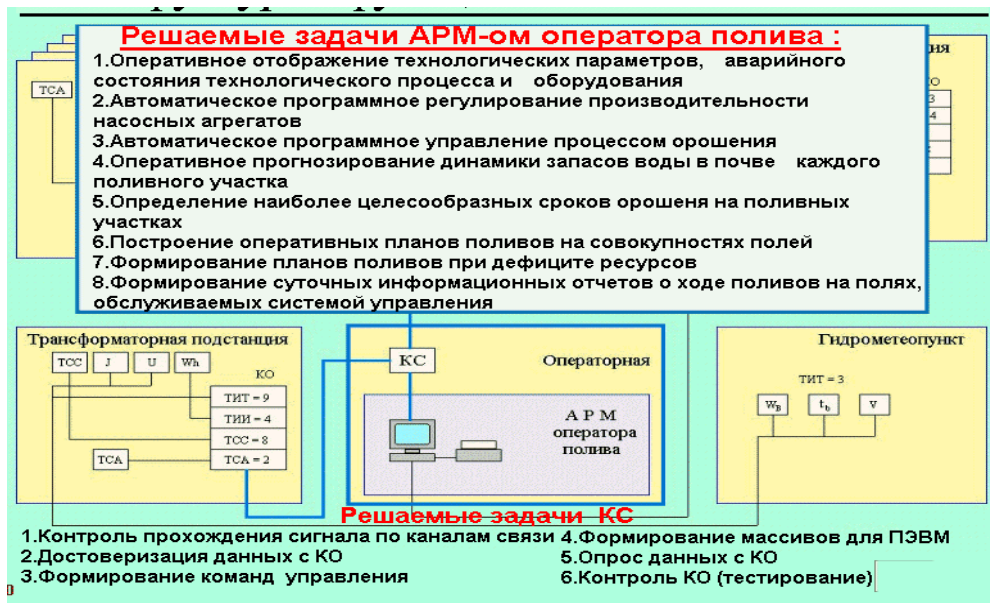 Решаемые задачи АРМ-ом оператора полива :
1.Оперативное отображение технологических параметров, аварийного
состояния технологического процесса и оборудования
2.Автоматическое программное регулирование производительности
насосных агрегатов
3.Автоматическое программное управление процессом орошения
4.Оперативное прогнозирование динамики запасов воды в почве каждого
поливного участка
5.Определение наиболее целесообразных сроков орошеня на поливных
участках
6.Построение оперативных планов поливов на совокупностях полей
7.Формирование планов поливов при дефиците ресурсов
8.Формирование суточных информационных отчетов о ходе поливов на полях,
обслуживаемых системой управления
ТСА
Трансформаторная подстанция
ТСС J U Wh
КО
ТИТ = 9
ТИИ = 4
ТСС = 8
ТСА = 2
ТСА
КС
Операторная
А Р М
оператора
полива
Гидрометеопункт
ТИТ = 3
WВ tb v
Решаемые задачи КС
1.Контроль прохождения сигнала по каналам связи
2.Достоверизация данных с КО
3.Формирование команд управления
4.Формирование массивов для ПЭВМ
5.Опрос данных с КО
6.Контроль КО (тестирование)